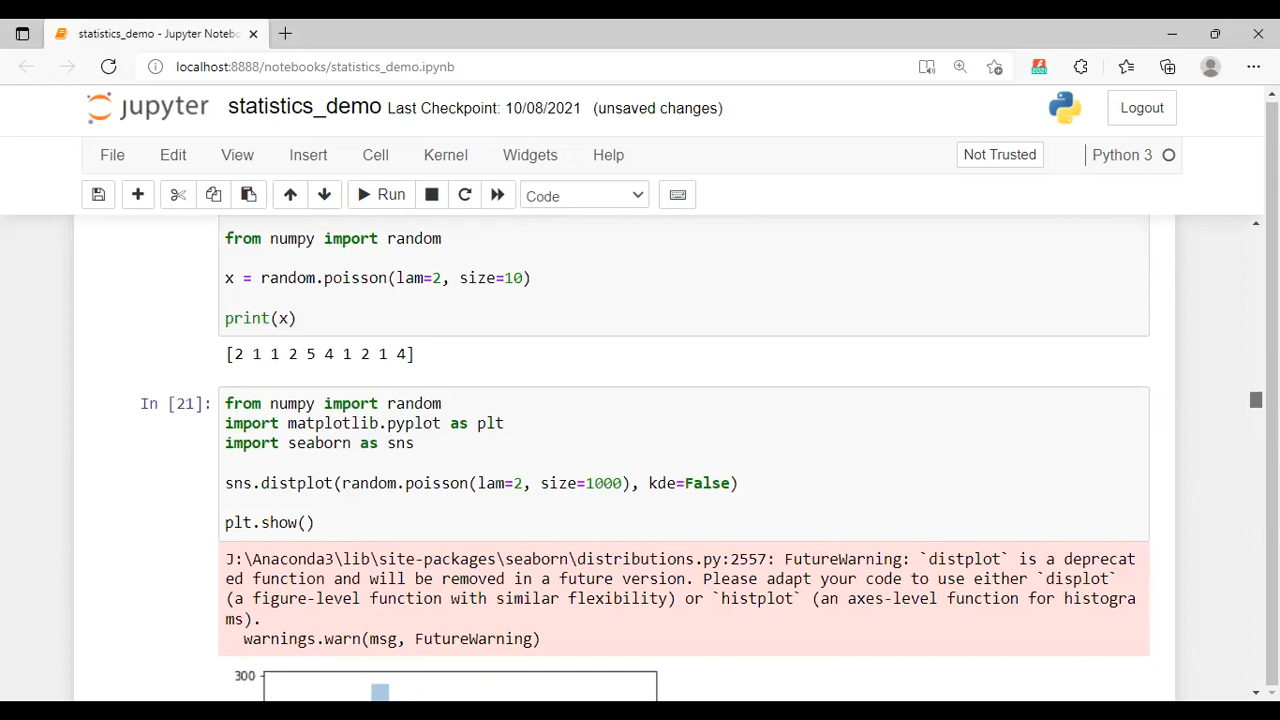 statistics_demo - Jupyter Notebo
localhost:8888/notebooks/statistics_demo.ipynb
jupyter statistics_demo Last Checkpoint: 10/08/2021 (unsaved changes)
Logout
File Edit View Insert Cell Kernel Widgets Help
Not Trusted
Python 3
Run
Code
from numpy import random
x = random.poisson(lam=2, size=10)
print(x)
[2 1 1 2 5 4 1 2 1 4]
In [21]:
from numpy import random
import matplotlib.pyplot as plt
import seaborn as sns
sns.distplot(random.poisson(lam=2, size=1000), kde=False)
plt.show()
J:\Anaconda3\lib\site-packages\seaborn\distributions.py:2557: FutureWarning: `distplot` is a deprecat
ed function and will be removed in a future version. Please adapt your code to use either `displot`
(a figure-level function with similar flexibility) or `histplot` (an axes-level function for histogra
ms).
warnings.warn(msg, FutureWarning)
300